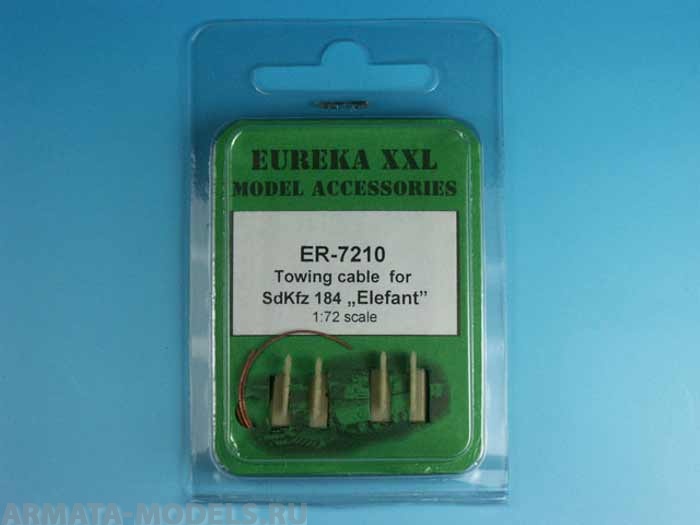 EUREKA XXL
MODEL ACCESSORIES
ER-7210
Towing cable for
SdKfz 184 „Elefant”
1:72 scale
ARMATA-MODELS.RU